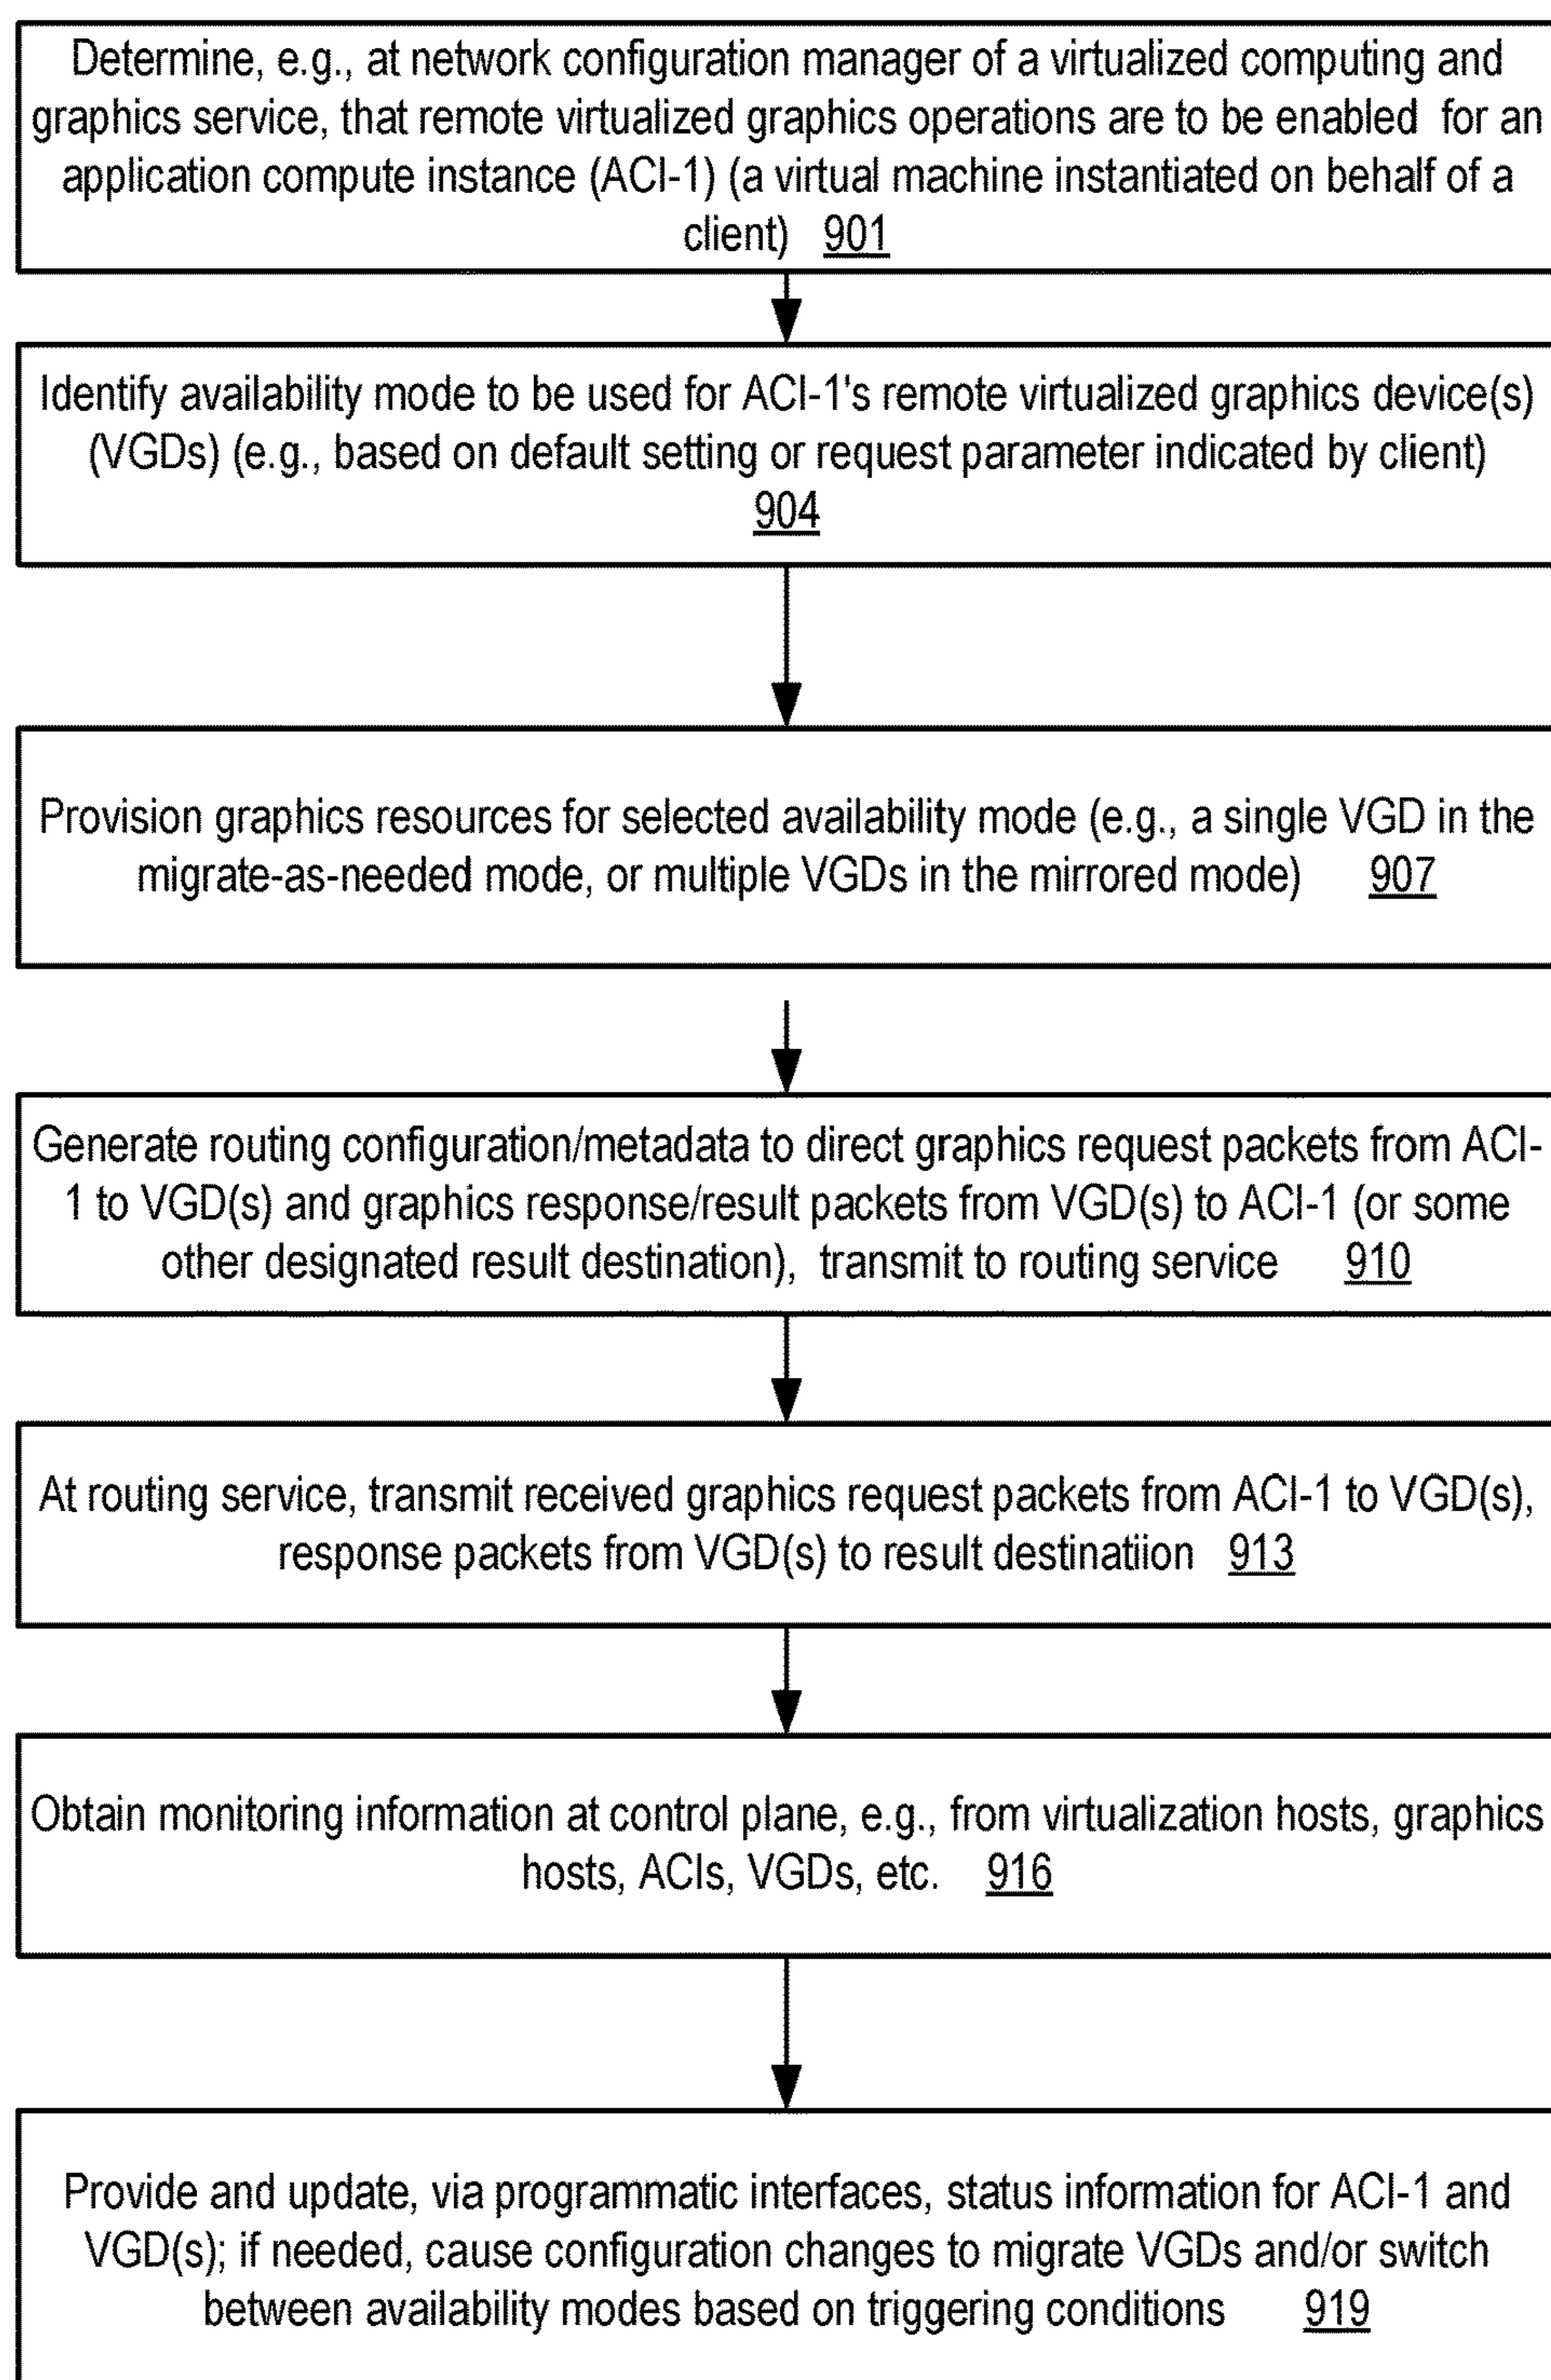 Determine, e.g., at network configuration manager of a virtualized computing and
graphics service, that remote virtualized graphics operations are to be enabled for an
application compute instance (ACI-1) (a virtual machine instantiated on behalf of a
client) 901
Identify availability mode to be used for ACI-1's remote virtualized graphics device(s)
(VGDs) (e.g., based on default setting or request parameter indicated by client)
904
Provision graphics resources for selected availability mode (e.g., a single VGD in the
migrate-as-needed mode, or multiple VGDs in the mirrored mode) 907
Generate routing configuration/metadata to direct graphics request packets from ACI-
1 to VGD(s) and graphics response/result packets from VGD(s) to ACI-1 (or some
other designated result destination), transmit to routing service 910
At routing service, transmit received graphics request packets from ACI-1 to VGD(s),
response packets from VGD(s) to result destinatiion 913
Obtain monitoring information at control plane, e.g., from virtualization hosts, graphics
hosts, ACIs, VGDs, etc. 916
Provide and update, via programmatic interfaces, status information for ACI-1 and
VGD(s); if needed, cause configuration changes to migrate VGDs and/or switch
between availability modes based on triggering conditions 919